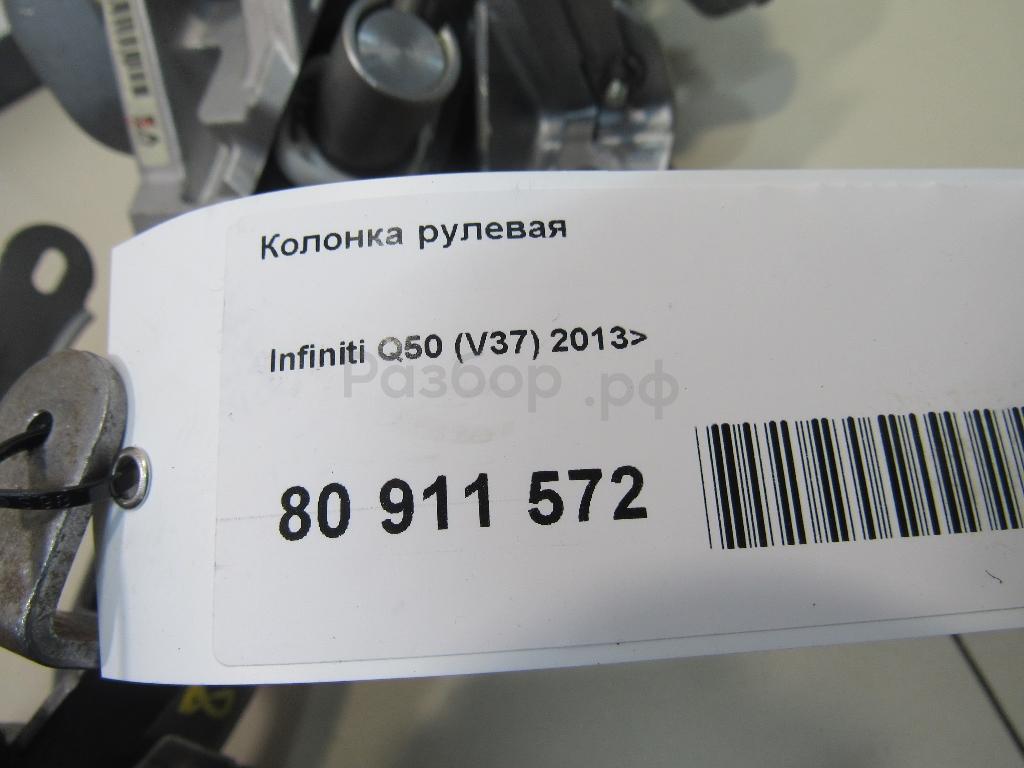 Колонка рулевая
Infiniti Q50 (V37) 2013>
Разбор.рф
80 911 572